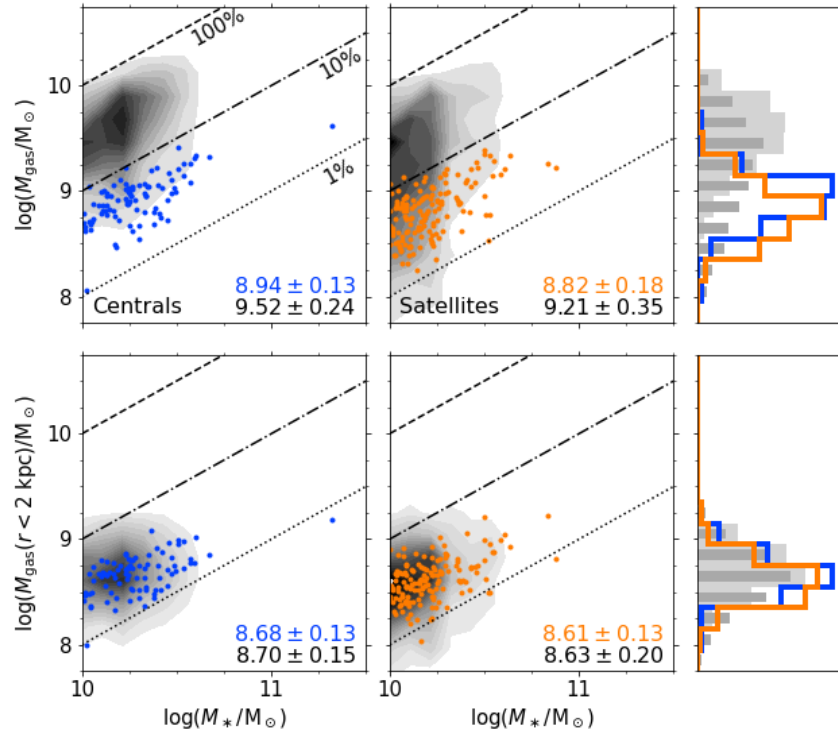 100%
10%
1%
10
9
8
log(M_gas/M_⊙)
Centrals
8.94 ± 0.13
9.52 ± 0.24
Satellites
8.82 ± 0.18
9.21 ± 0.35
10
9
8
log(M_gas(r < 2 kpc)/M_⊙)
8.68 ± 0.13
8.70 ± 0.15
8.61 ± 0.13
8.63 ± 0.20
10
11
10
11
log(M_*/M_⊙)
log(M_*/M_⊙)